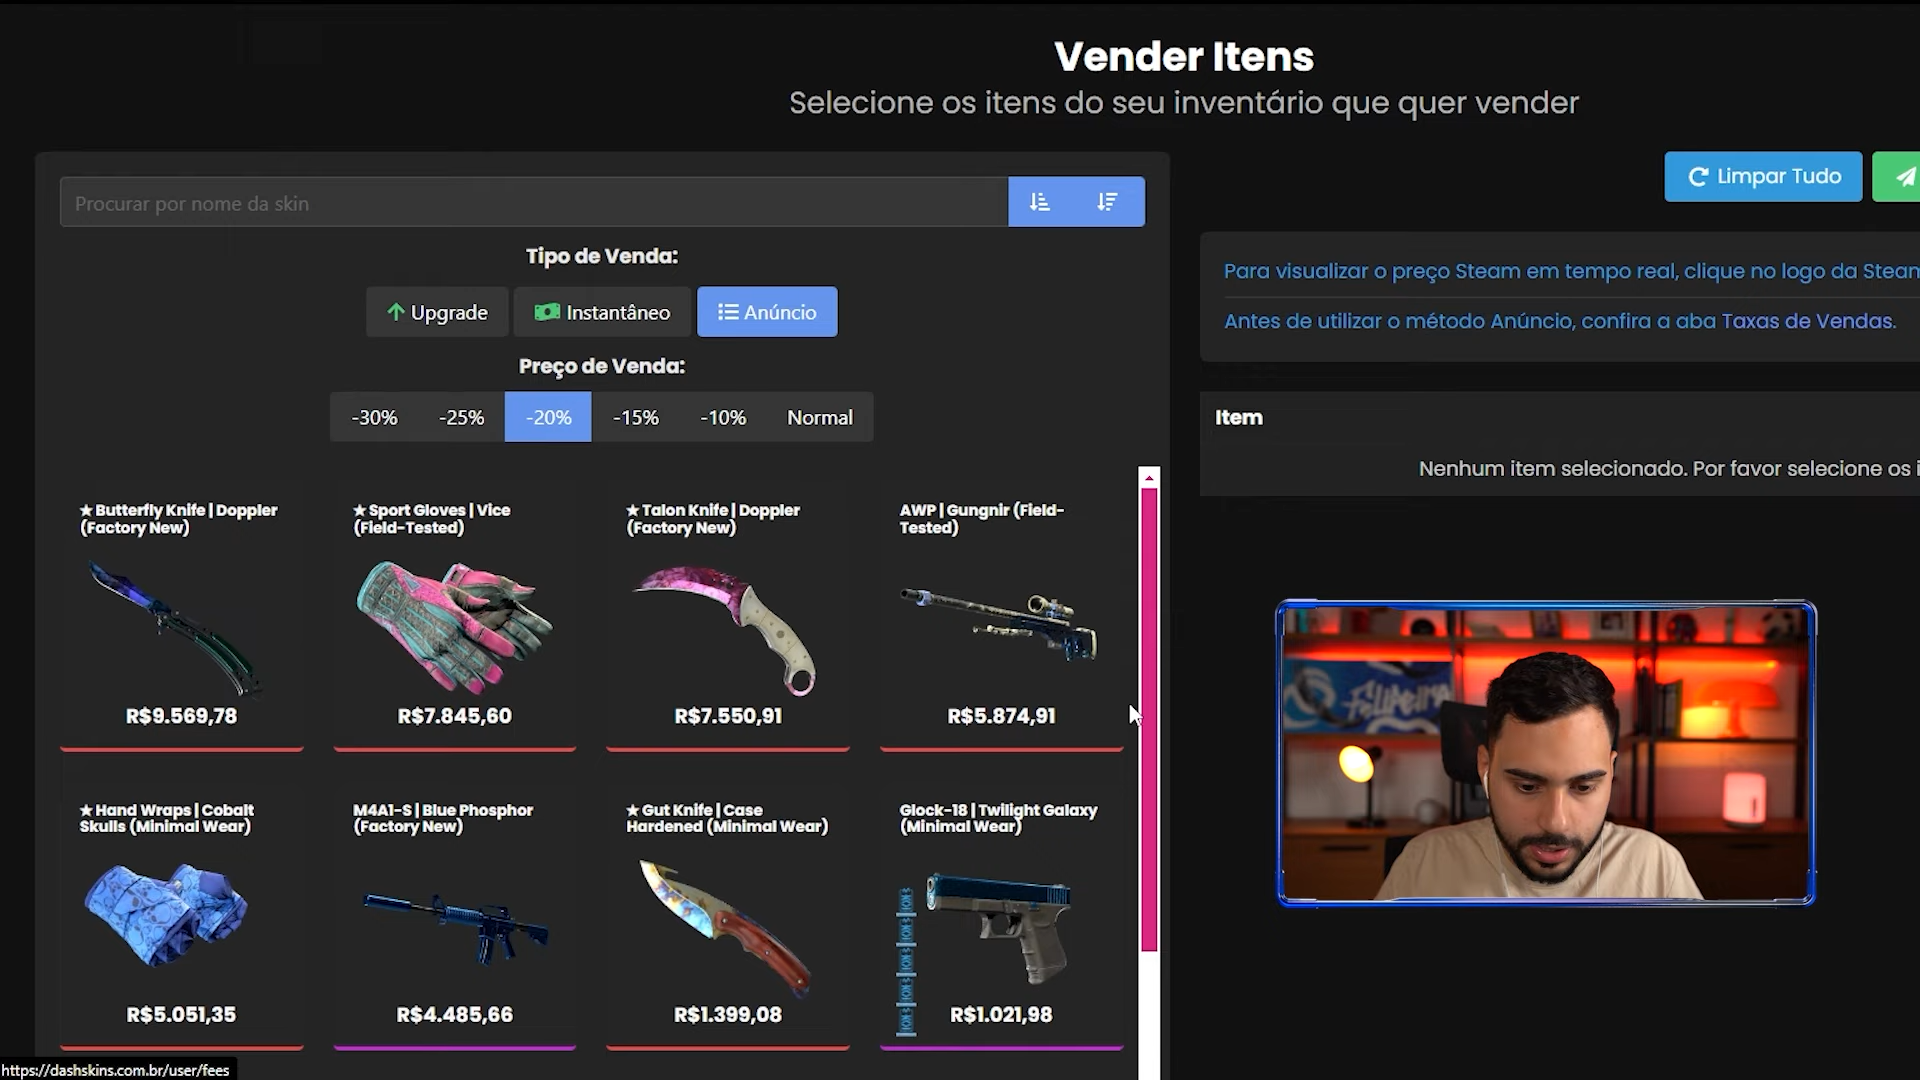 Vender Itens
Selecione os itens do seu inventário que quer vender
Procurar por nome da skin
Limpar Tudo
Tipo de Venda:
Upgrade
Instantâneo
Anúncio
Para visualizar o preço Steam em tempo real, clique no logo da Steam
Antes de utilizar o método Anúncio, confira a aba Taxas de Vendas.
Preço de Venda:
-30%
-25%
-20%
-15%
-10%
Normal
Item
Nenhum item selecionado. Por favor selecione os
★ Butterfly Knife | Doppler
(Factory New)
R$9.569,78
★ Sport Gloves | Vice
(Field-Tested)
R$7.845,60
★ Talon Knife | Doppler
(Factory New)
R$7.550,91
AWP | Gungnir (Field-
Tested)
R$5.874,91
★ Hand Wraps | Cobalt
Skulls (Minimal Wear)
R$5.051,35
M4A1-S | Blue Phosphor
(Factory New)
R$4.485,66
★ Gut Knife | Case
Hardened (Minimal Wear)
R$1.399,08
Glock-18 | Twilight Galaxy
(Minimal Wear)
R$1.021,98
https://dashskins.com.br/user/fees